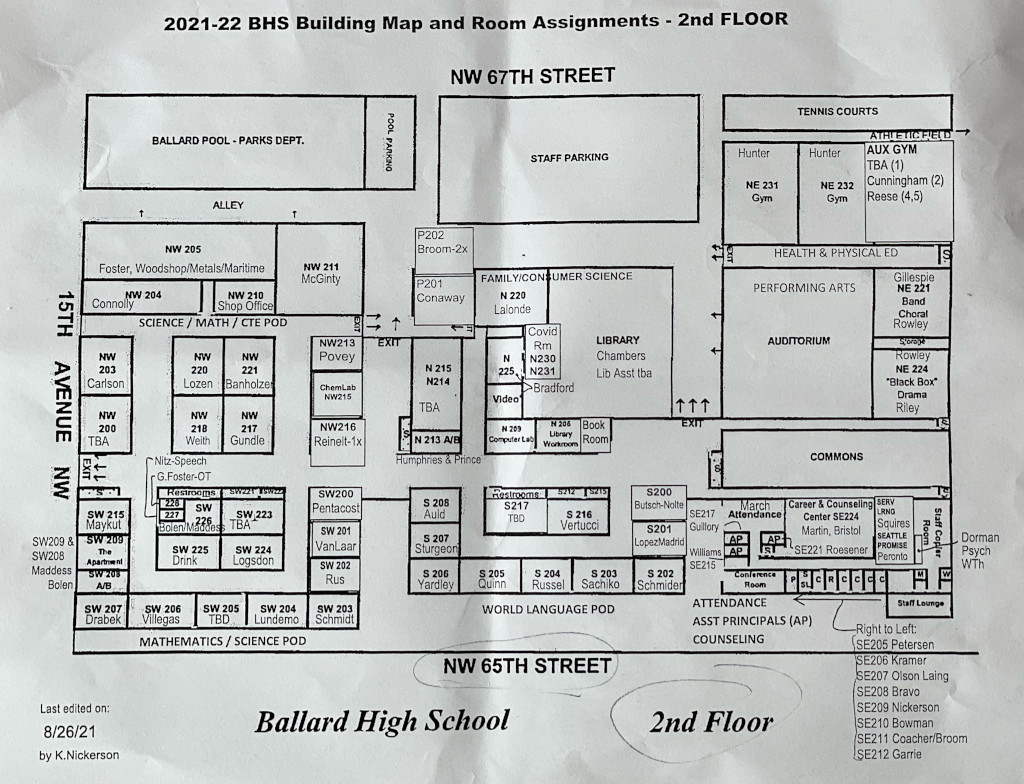 2021-22 BHS Building Map and Room Assignments - 2nd FLOOR
NW 67TH STREET
BALLARD POOL - PARKS DEPT.
POOL PARKING
STAFF PARKING
TENNIS COURTS
ATHLETIC FIELD
Hunter
NE 231
Gym
Hunter
NE 232
Gym
AUX GYM
TBA (1)
Cunningham (2)
Reese (4,5)
ALLEY
NW 205
Foster, Woodshop/Metals/Maritime
NW 211
McGinty
NW 204
Connolly
NW 210
Shop Office
SCIENCE / MATH / CTE POD
EXIT
EXIT
P202
Broom-2x
P201
Conaway
FAMILY/CONSUMER SCIENCE
N 220
Lalonde
EXIT
HEALTH & PHYSICAL ED
S
PERFORMING ARTS
AUDITORIUM
Gillespie
NE 221
Band
Choral
Rowley
Storage
Rowley
NE 224
"Black Box"
Drama
Riley
15TH AVENUE NW
NW
203
Carlson
NW
220
Lozen
NW
221
Banholzer
NW213
Povey
ChemLab
NW215
NW
200
TBA
NW
218
Weith
NW
217
Gundle
NW216
Reinelt-1x
N 215
N214
TBA
N 213 A/B
S
Humphries & Prince
N
225
Video
Covid
Rm
N230
N231
Bradford
LIBRARY
Chambers
Lib Asst tba
N 209
Computer Lab
N 206
Library
Workroom
Book
Room
EXIT
S
COMMONS
S
S
EXIT
S
Nitz-Speech
G.Foster-OT
Restrooms
SW221
228
227
SW
226
Bolen/Maddess
SW 223
TBA
SW 225
Drink
SW 224
Logsdon
SW 215
Maykut
SW 209
The
Apartment
SW 208
A/B
SW209 &
SW208
Maddess
Bolen
SW 207
Drabek
SW 206
Villegas
SW 205
TBD
SW 204
Lundemo
SW 203
Schmidt
SW200
Pentacost
SW 201
VanLaar
SW 202
Rus
MATHEMATICS / SCIENCE POD
S 208
Auld
S 207
Sturgeon
Restrooms
S212
S215
S217
TBD
S 216
Vertucci
S200
Butsch-Nolte
S201
LopezMadrid
S 206
Yardley
S 205
Quinn
S 204
Russel
S 203
Sachiko
S 202
Schmider
WORLD LANGUAGE POD
SE217
Guillory
Williams
SE215
March
Attendance
AP
AP
AP
S
Career & Counseling
Center SE224
Martin, Bristol
SE221 Roesener
SERV
LRNG
Squires
SEATTLE
PROMISE
Peronto
Staff Copier
Room
Dorman
Psych
WTh
Conference
Room
P
S
SL
C
R
C
C
C
C
M
W
Staff Lounge
ATTENDANCE
ASST PRINCIPALS (AP)
COUNSELING
Right to Left:
SE205 Petersen
SE206 Kramer
SE207 Olson Laing
SE208 Bravo
SE209 Nickerson
SE210 Bowman
SE211 Coacher/Broom
SE212 Garrie
NW 65TH STREET
Last edited on:
8/26/21
by K.Nickerson
Ballard High School
2nd Floor